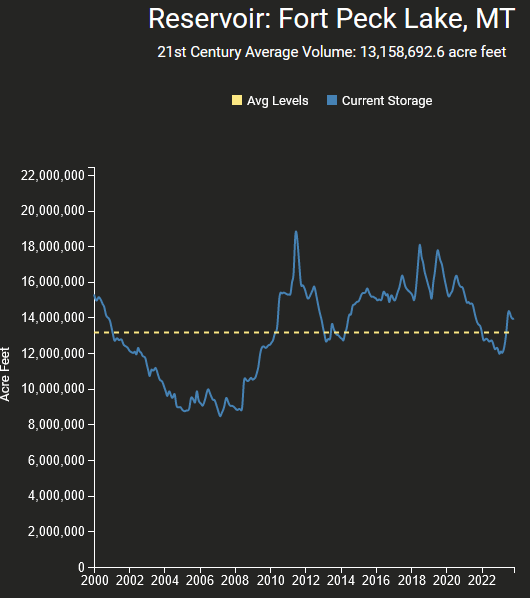 Reservoir: Fort Peck Lake, MT
21st Century Average Volume: 13,158,692.6 acre feet
Avg Levels Current Storage
22,000,000
20,000,000
18,000,000
16,000,000
14,000,000
12,000,000
10,000,000
8,000,000
6,000,000
4,000,000
2,000,000
0
Acre Feet
2000 2002 2004 2006 2008 2010 2012 2014 2016 2018 2020 2022